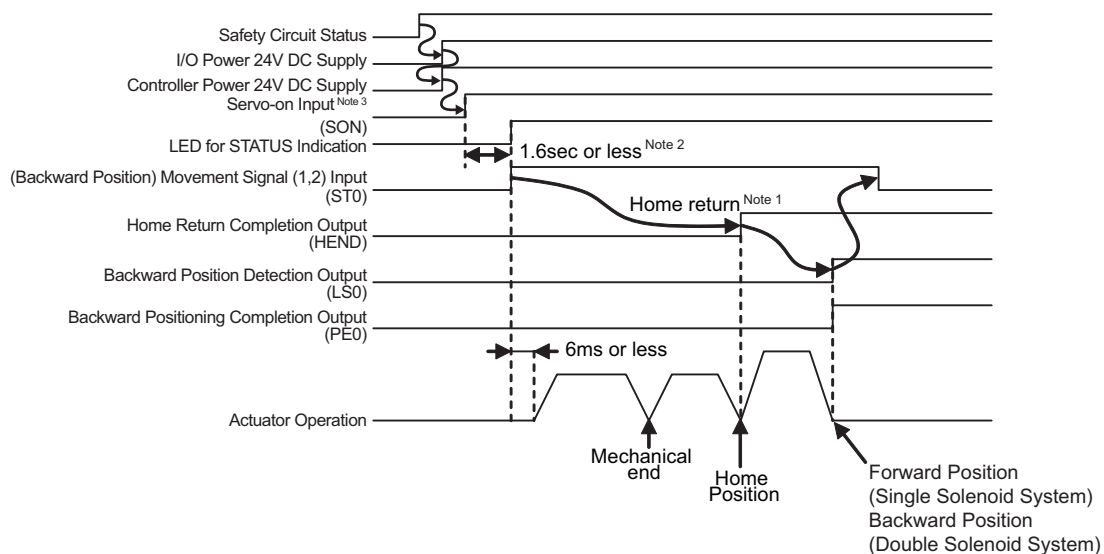 Safety Circuit Status
I/O Power 24V DC Supply
Controller Power 24V DC Supply
Servo-on Input Note 3
(SON)
LED for STATUS Indication
1.6sec or less Note 2
(Backward Position) Movement Signal (1,2) Input
(ST0)
Home return Note 1
Home Return Completion Output
(HEND)
Backward Position Detection Output
(LS0)
Backward Positioning Completion Output
(PE0)
6ms or less
Actuator Operation
Mechanical
end
Home
Position
Forward Position
(Single Solenoid System)
Backward Position
(Double Solenoid System)